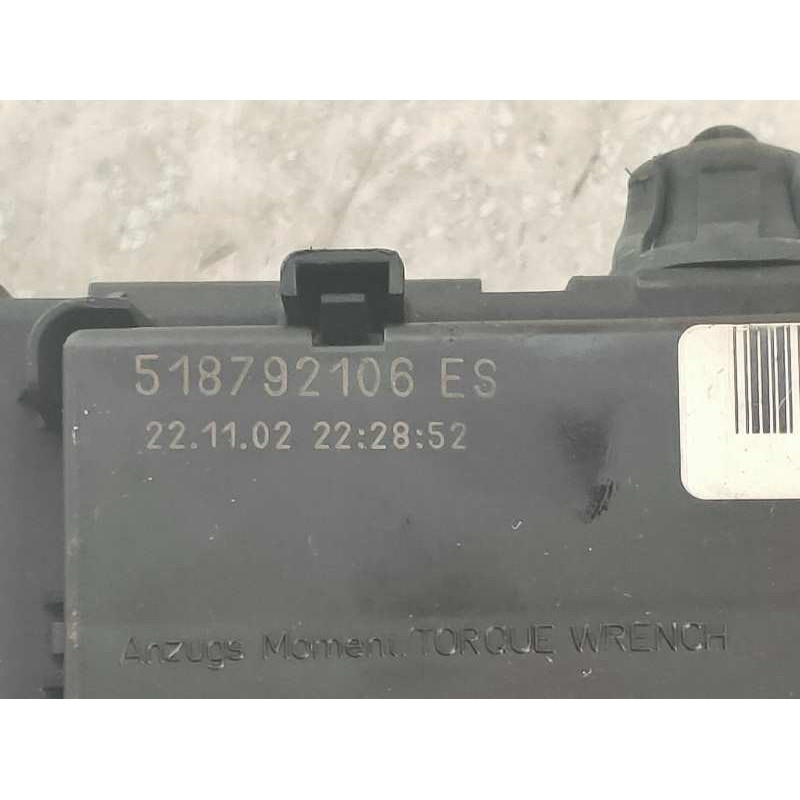 518792106 ES
22.11.02 22:28:52
Anzugs Moment. TORQUE WRENCH